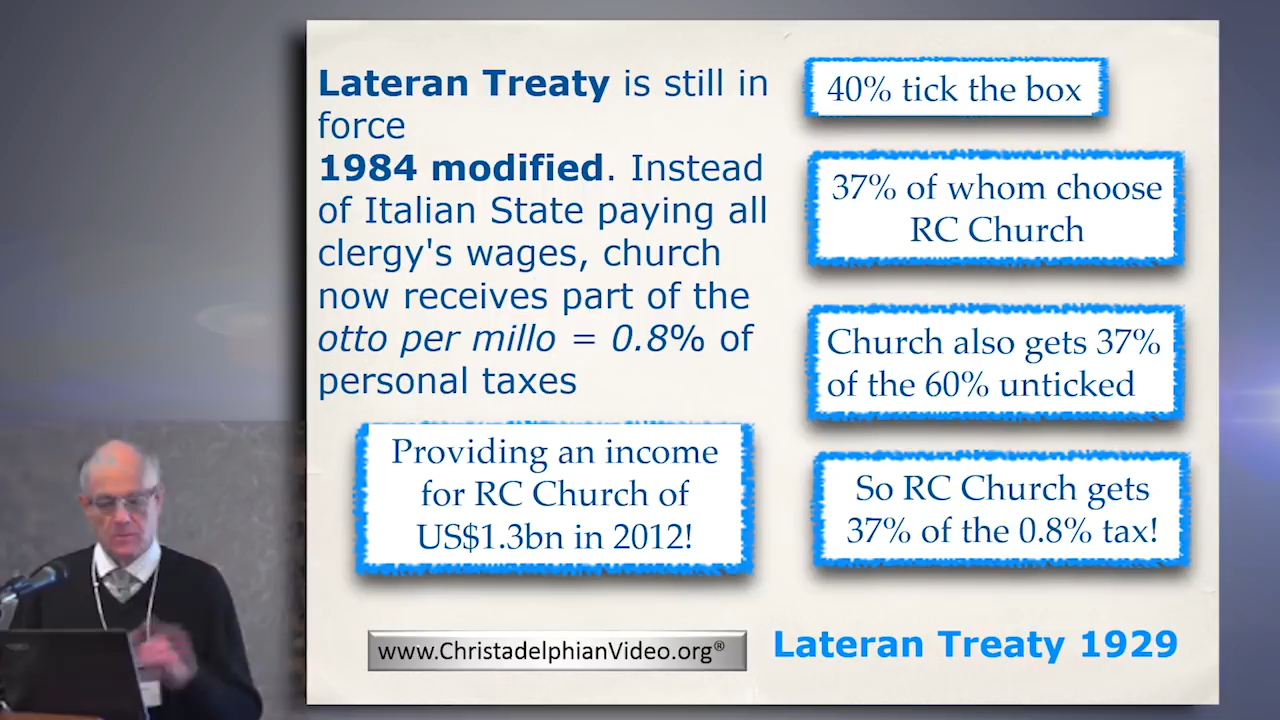 Lateran Treaty is still in
force
1984 modified. Instead
of Italian State paying all
clergy's wages, church
now receives part of the
otto per millo = 0.8% of
personal taxes
Providing an income
for RC Church of
US$1.3bn in 2012!
40% tick the box
37% of whom choose
RC Church
Church also gets 37%
of the 60% unticked
So RC Church gets
37% of the 0.8% tax!
www.ChristadelphianVideo.org®
Lateran Treaty 1929